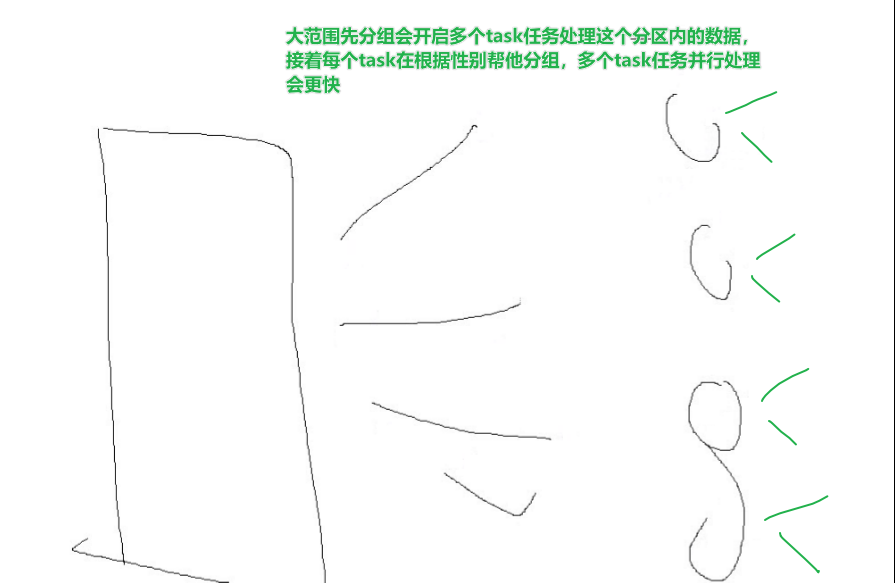 大范围先分组会开启多个task任务处理这个分区内的数据，
接着每个task在根据性别帮他分组，多个task任务并行处理
会更快